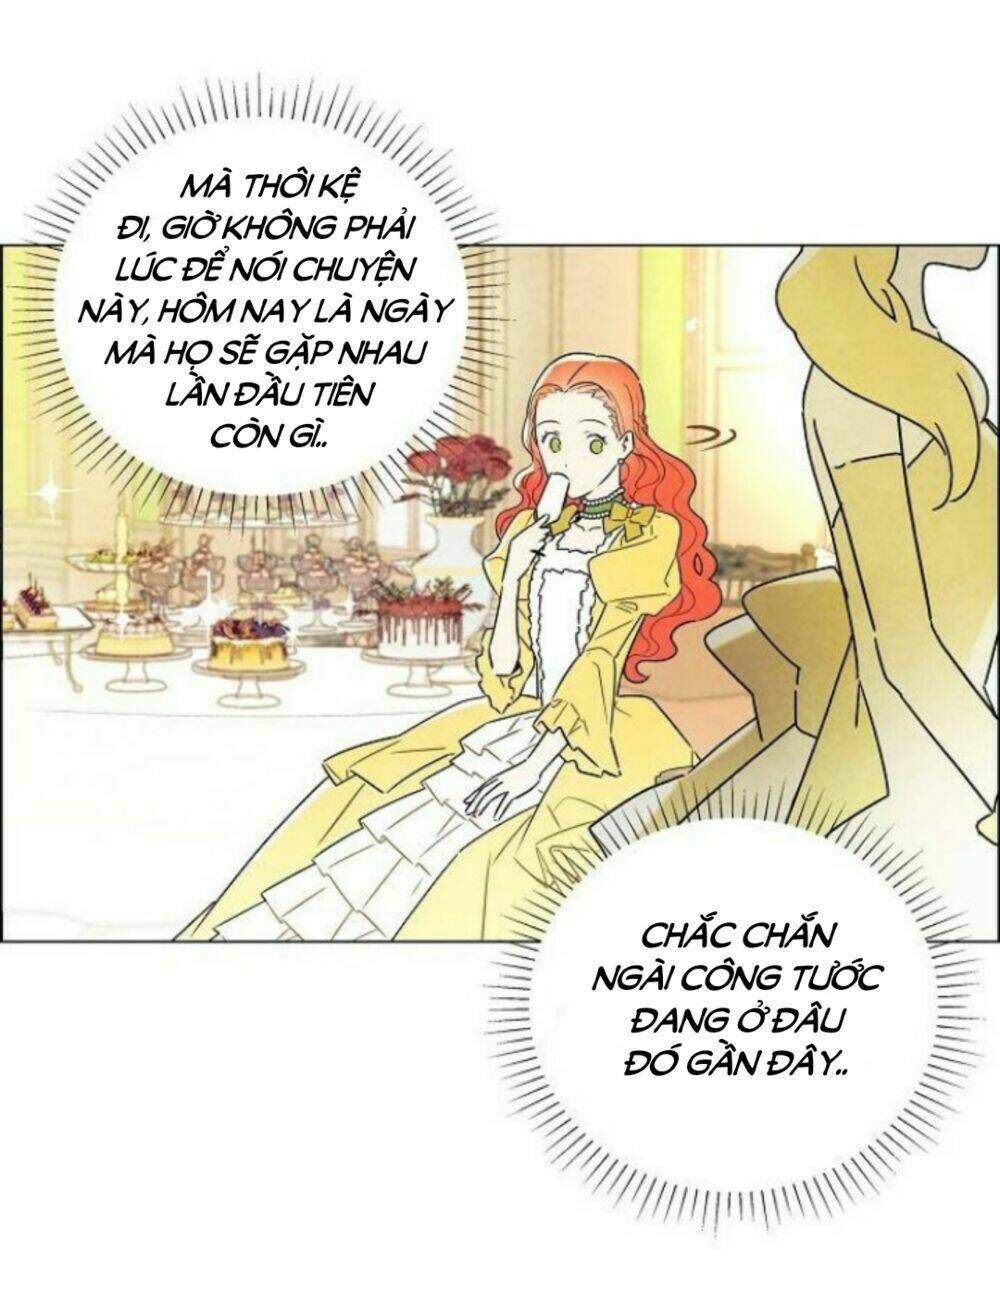 MÀ THÔI KỆ
ĐI, GIỜ KHÔNG PHẢI
LÚC ĐỂ NÓI CHUYỆN
NÀY, HÔM NAY LÀ NGÀY
MÀ HỌ SẼ GẶP NHAU
LẦN ĐẦU TIÊN
CÒN GÌ..
CHẮC CHẮN
NGÀI CÔNG TƯỚC
ĐANG Ở ĐÂU
ĐÓ GẦN ĐÂY..